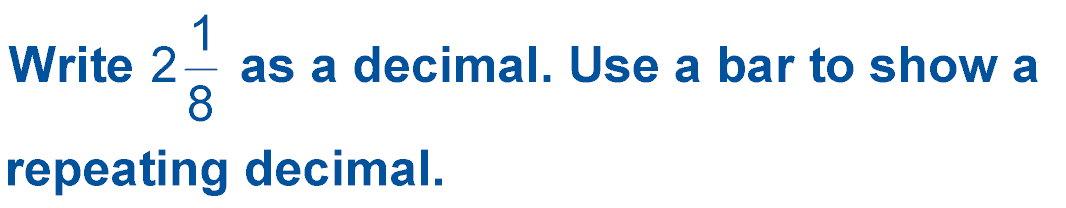 Write 2 1/8 as a decimal. Use a bar to show a
repeating decimal.